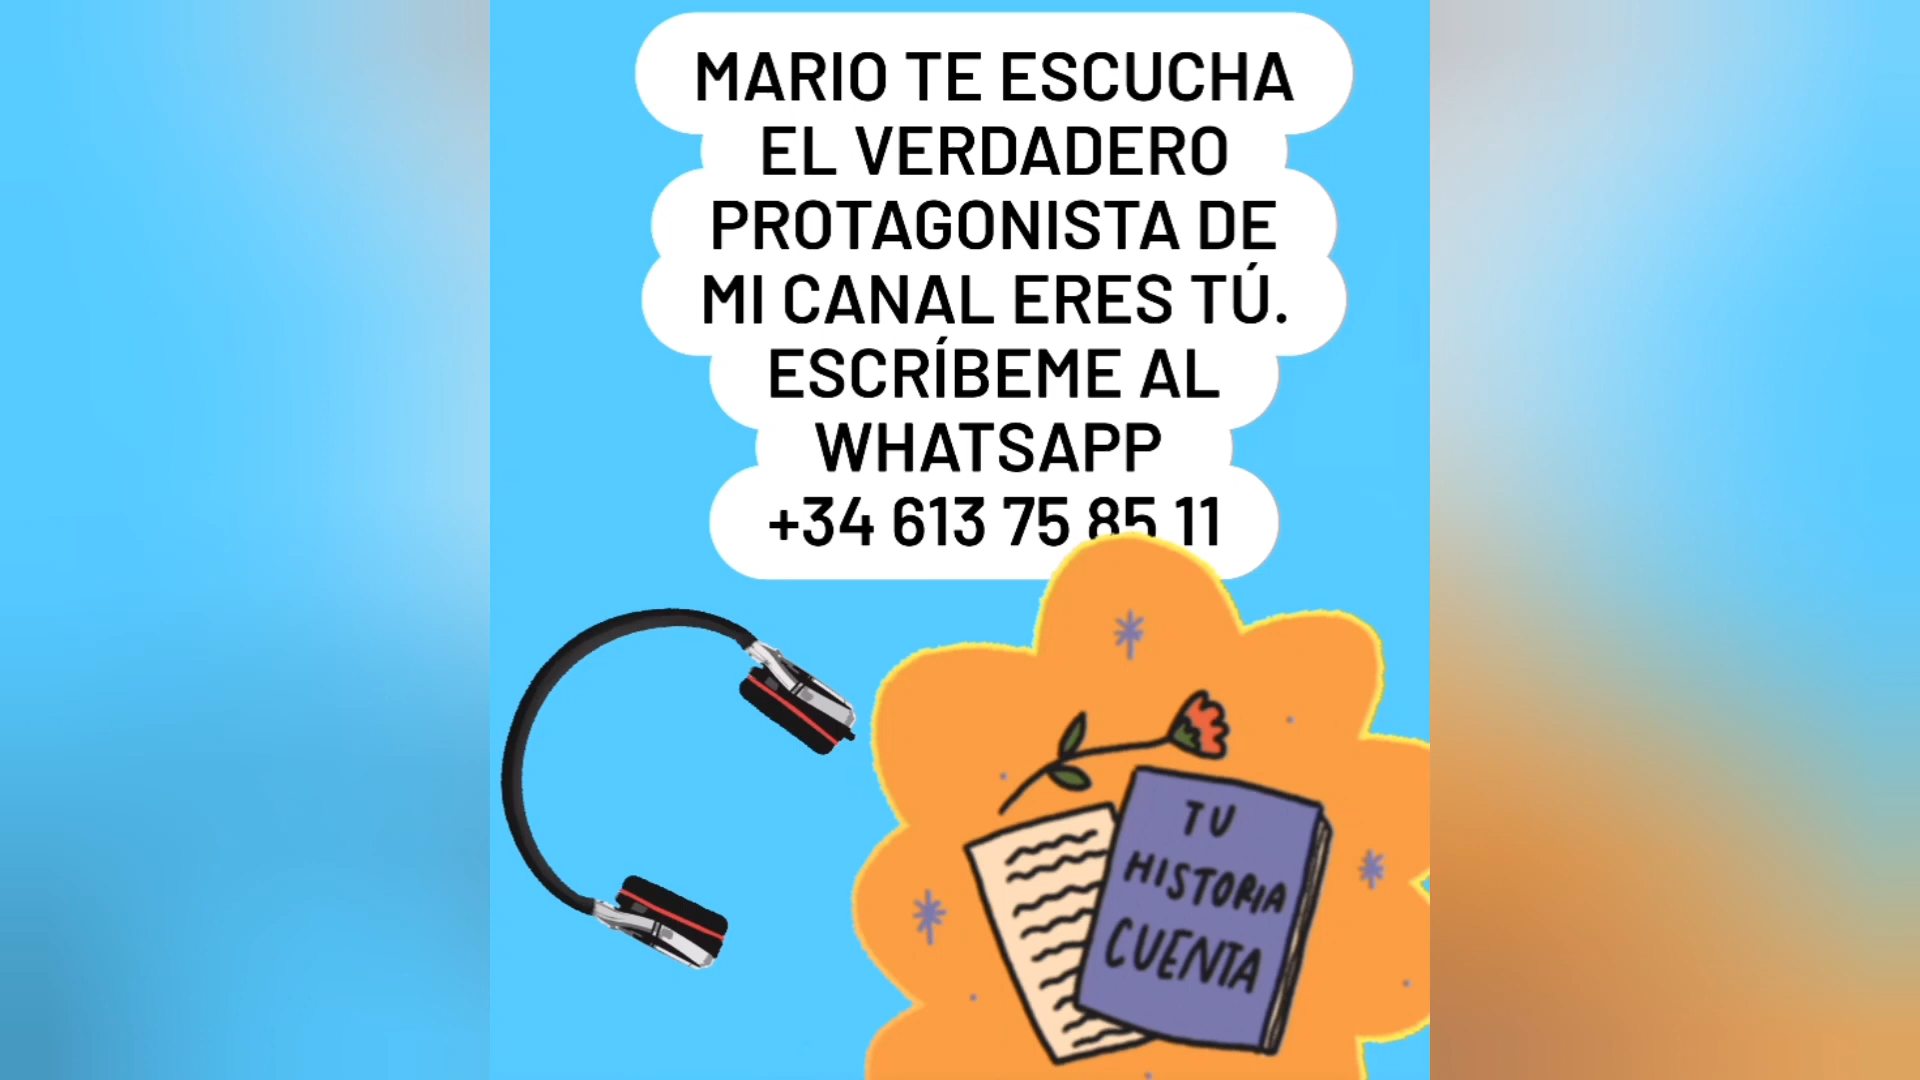 MARIO TE ESCUCHA
EL VERDADERO
PROTAGONISTA DE
MI CANAL ERES TÚ.
ESCRÍBEME AL
WHATSAPP
+34 613 75 85 11
TU
HISTORIA
CUENTA